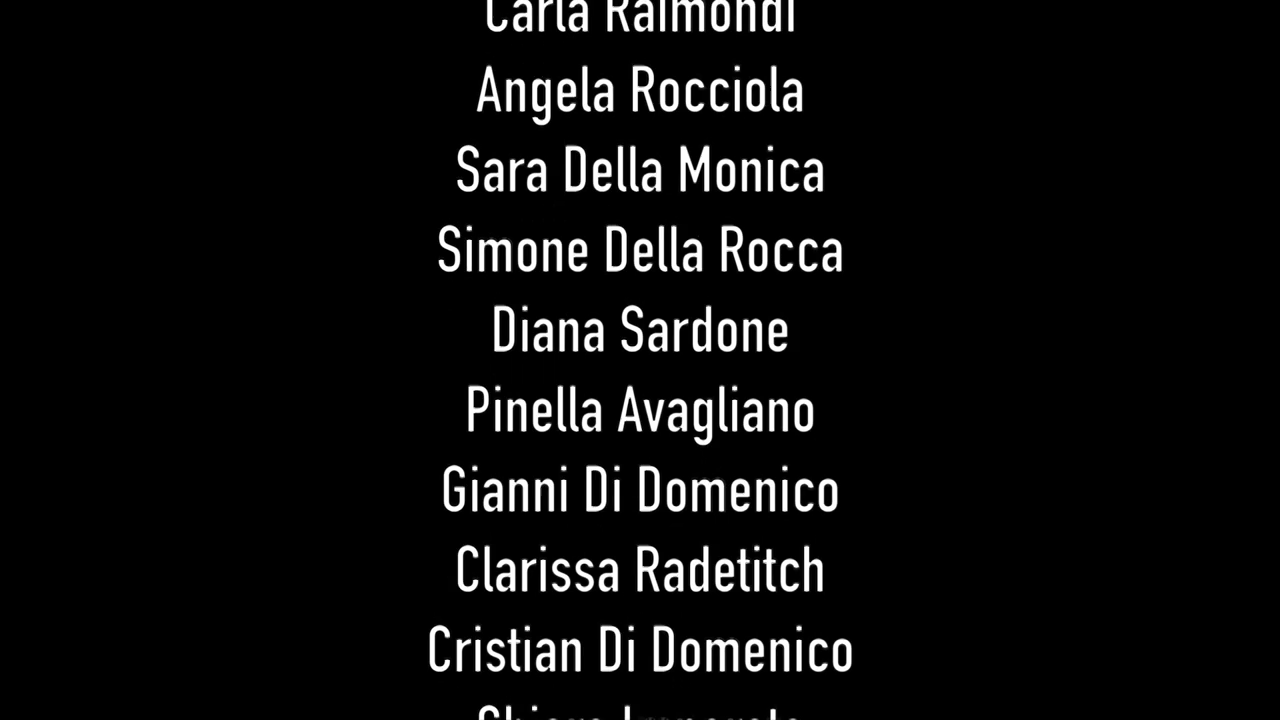 Carla Raimondi
Angela Rocciola
Sara Della Monica
Simone Della Rocca
Diana Sardone
Pinella Avagliano
Gianni Di Domenico
Clarissa Radetitch
Cristian Di Domenico